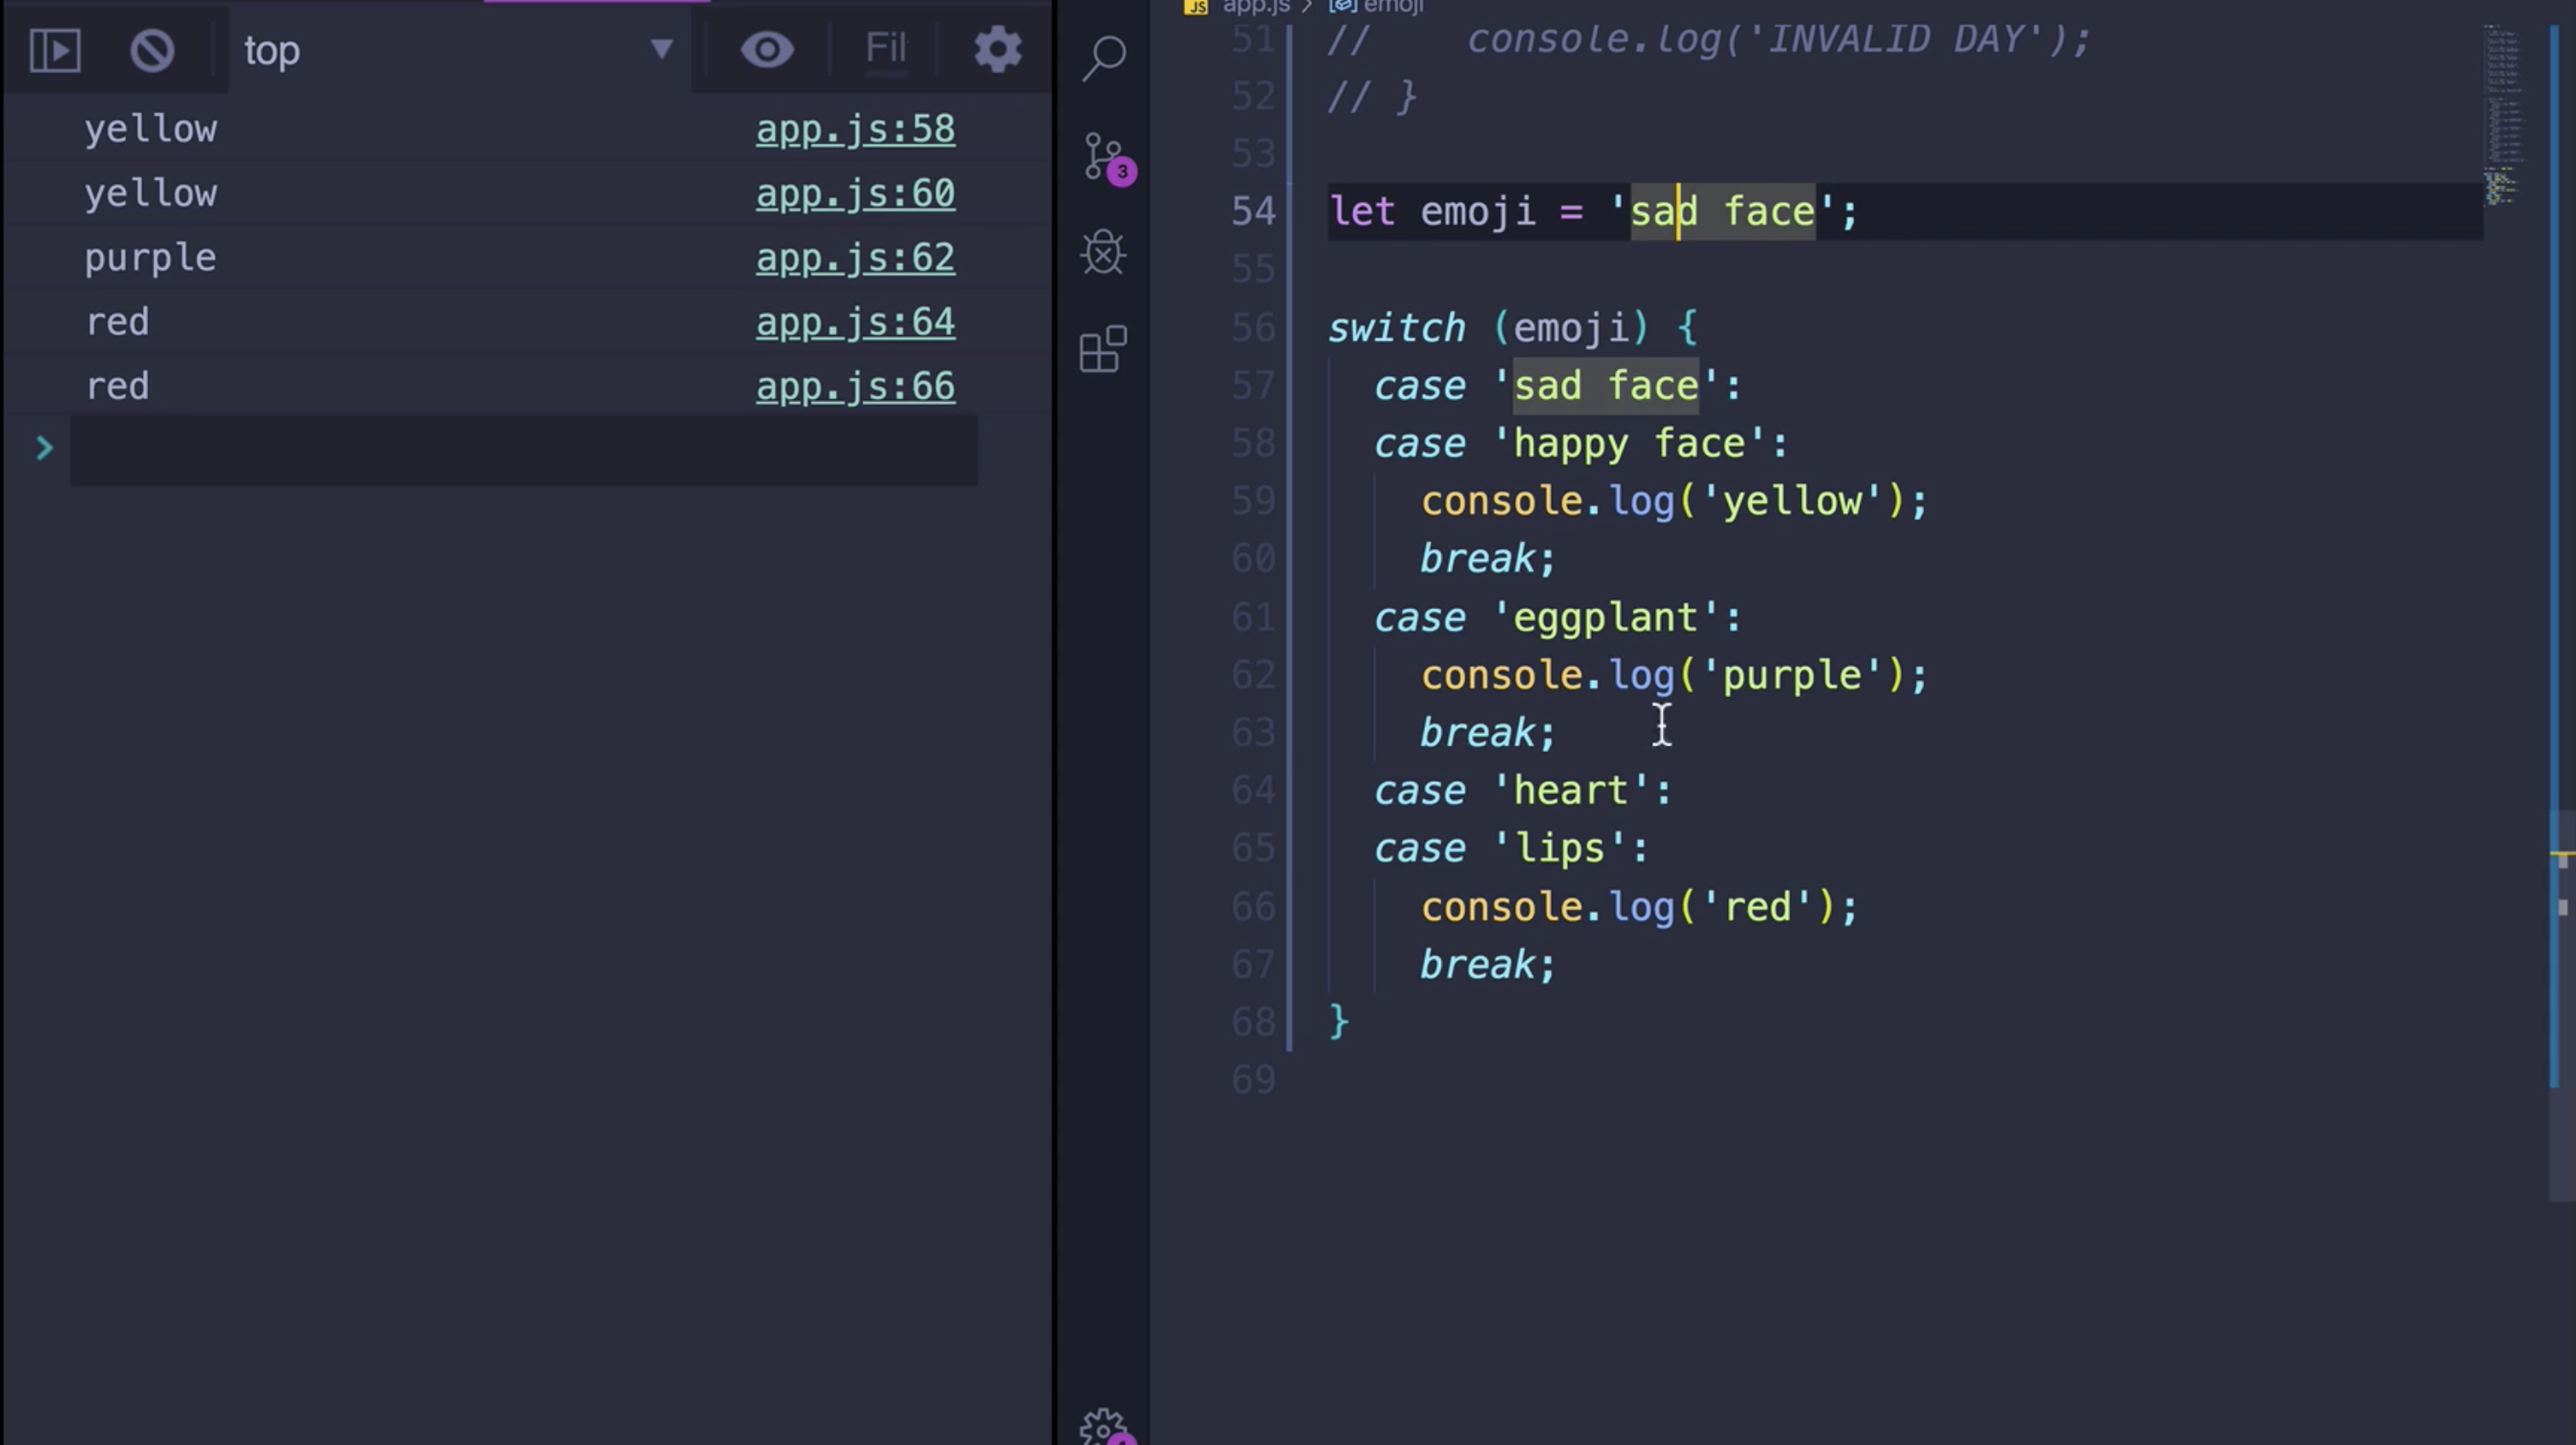 top Fil
yellow app.js:58
yellow app.js:60
purple app.js:62
red app.js:64
red app.js:66
>
3
JS app.js > emoji
51 //    console.log('INVALID DAY');
52 // }
53
54 let emoji = 'sad face';
55
56 switch (emoji) {
57   case 'sad face':
58   case 'happy face':
59     console.log('yellow');
60     break;
61   case 'eggplant':
62     console.log('purple');
63     break;
64   case 'heart':
65   case 'lips':
66     console.log('red');
67     break;
68 }
69